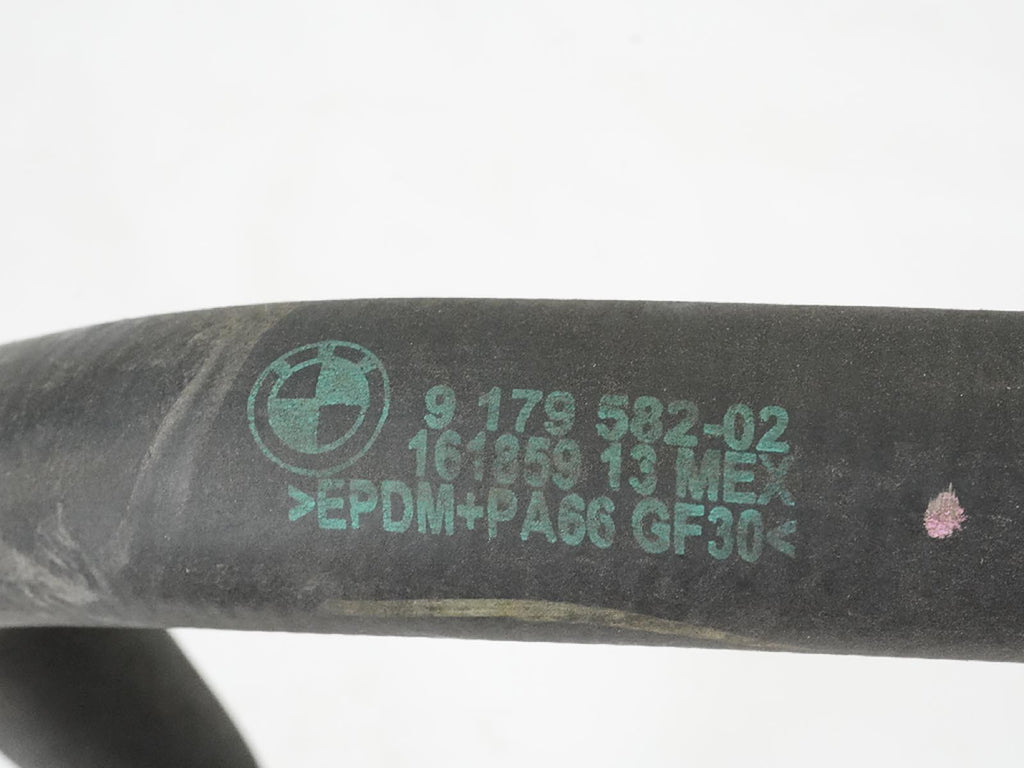 9 179 582-02
161859 13 MEX
>EPDM+PA66 GF30<